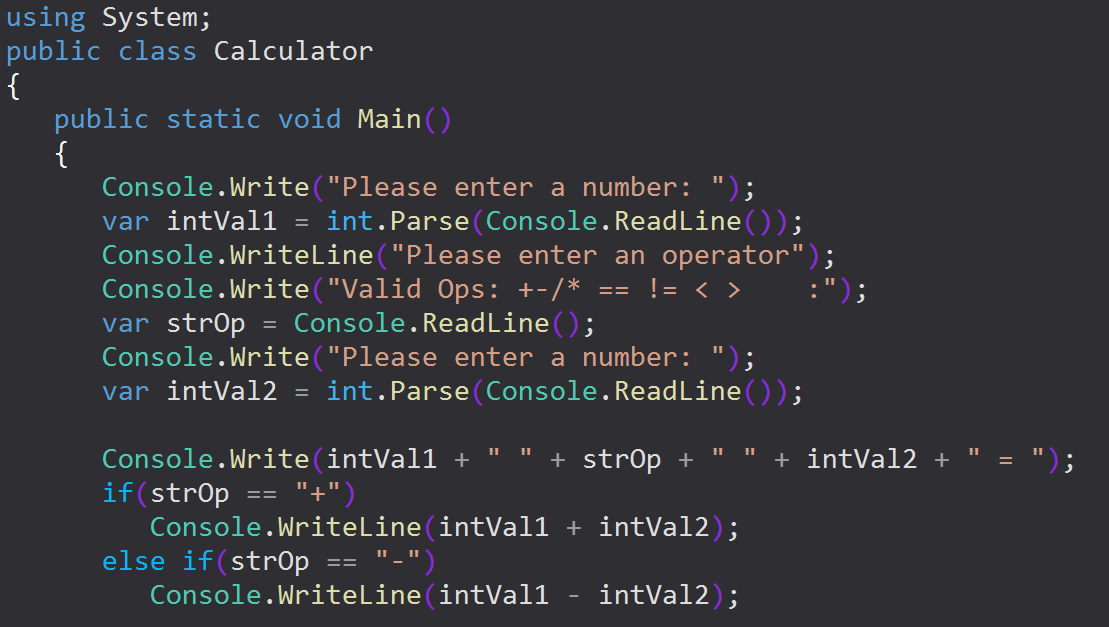 using System;
public class Calculator
{
   public static void Main()
   {
      Console.Write("Please enter a number: ");
      var intVal1 = int.Parse(Console.ReadLine());
      Console.WriteLine("Please enter an operator");
      Console.Write("Valid Ops: +-/* == != < >    :");
      var strOp = Console.ReadLine();
      Console.Write("Please enter a number: ");
      var intVal2 = int.Parse(Console.ReadLine());

      Console.Write(intVal1 + " " + strOp + " " + intVal2 + " = ");
      if(strOp == "+")
         Console.WriteLine(intVal1 + intVal2);
      else if(strOp == "-")
         Console.WriteLine(intVal1 - intVal2);